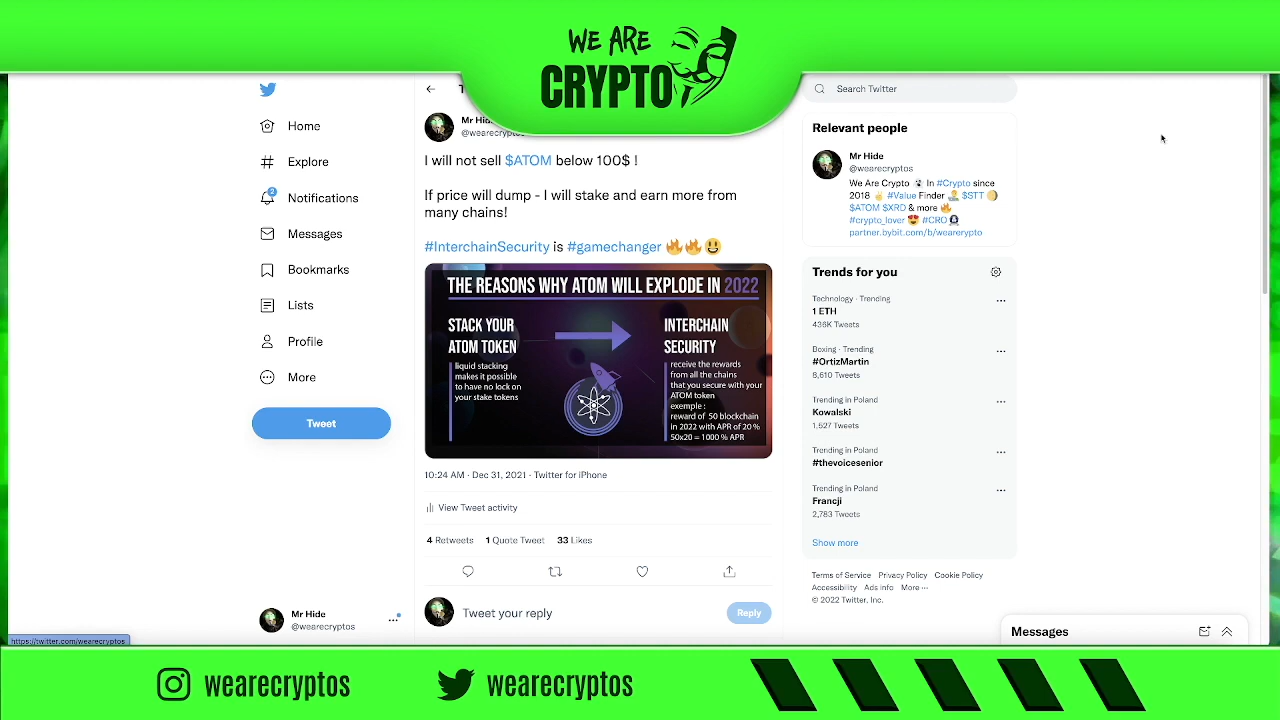 WE ARE
CRYPTO
Home
Explore
2
Notifications
Messages
Bookmarks
Lists
Profile
More
Tweet
Mr Hide
@wearecryptos
https://twitter.com/wearecryptos
Mr Hide
@wearecryptos
I will not sell $ATOM below 100$ !
If price will dump - I will stake and earn more from
many chains!
#InterchainSecurity is #gamechanger 🔥🔥😃
THE REASONS WHY ATOM WILL EXPLODE IN 2022
STACK YOUR
ATOM TOKEN
liquid stacking
makes it possible
to have no lock on
your stake tokens
INTERCHAIN
SECURITY
receive the rewards
from all the chains
that you secure with your
ATOM token
exemple :
reward of 50 blockchain
in 2022 with APR of 20 %
50x20 = 1000 % APR
10:24 AM · Dec 31, 2021 · Twitter for iPhone
View Tweet activity
4 Retweets 1 Quote Tweet 33 Likes
Tweet your reply
Reply
Search Twitter
Relevant people
Mr Hide
@wearecryptos
We Are Crypto In #Crypto since
2018 #Value Finder $STT
$ATOM $XRD & more 🔥
#crypto_lover 😍 #CRO
partner.bybit.com/b/wearerypto
Trends for you
Technology · Trending
1 ETH
436K Tweets
Boxing · Trending
#OrtizMartin
8,610 Tweets
Trending in Poland
Kowalski
1,527 Tweets
Trending in Poland
#thevoicesenior
Trending in Poland
Francji
2,783 Tweets
Show more
Terms of Service Privacy Policy Cookie Policy
Accessibility Ads info More ···
© 2022 Twitter, Inc.
Messages
wearecryptos
wearecryptos